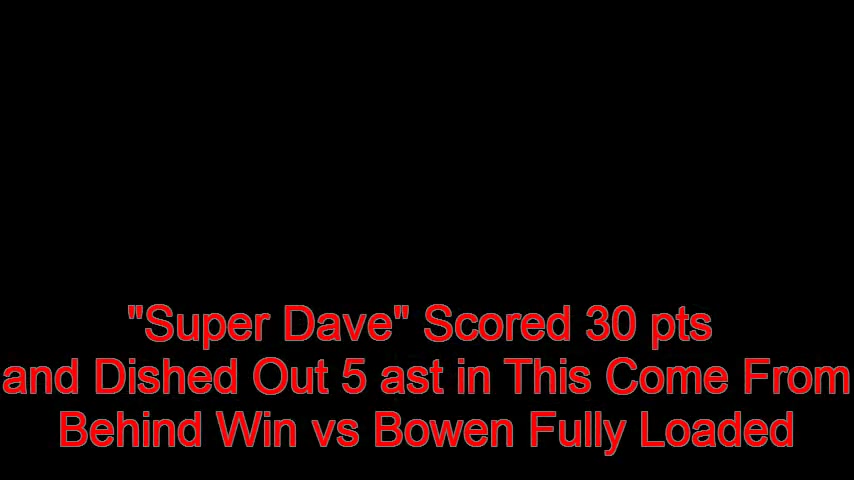 "Super Dave" Scored 30 pts
and Dished Out 5 ast in This Come From
Behind Win vs Bowen Fully Loaded